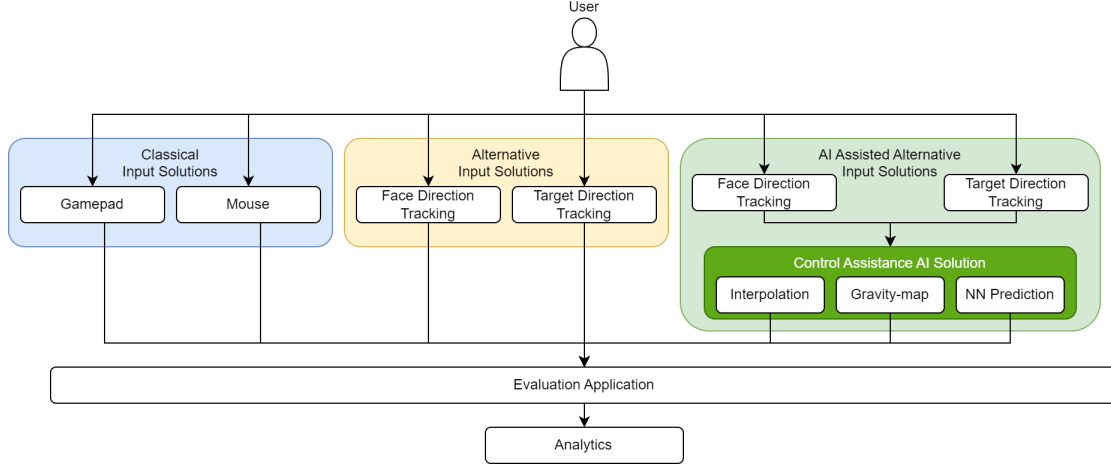 User
Classical
Input Solutions
Gamepad
Mouse
Alternative
Input Solutions
Face Direction
Tracking
Target Direction
Tracking
AI Assisted Alternative
Input Solutions
Face Direction
Tracking
Target Direction
Tracking
Control Assistance AI Solution
Interpolation
Gravity-map
NN Prediction
Evaluation Application
Analytics